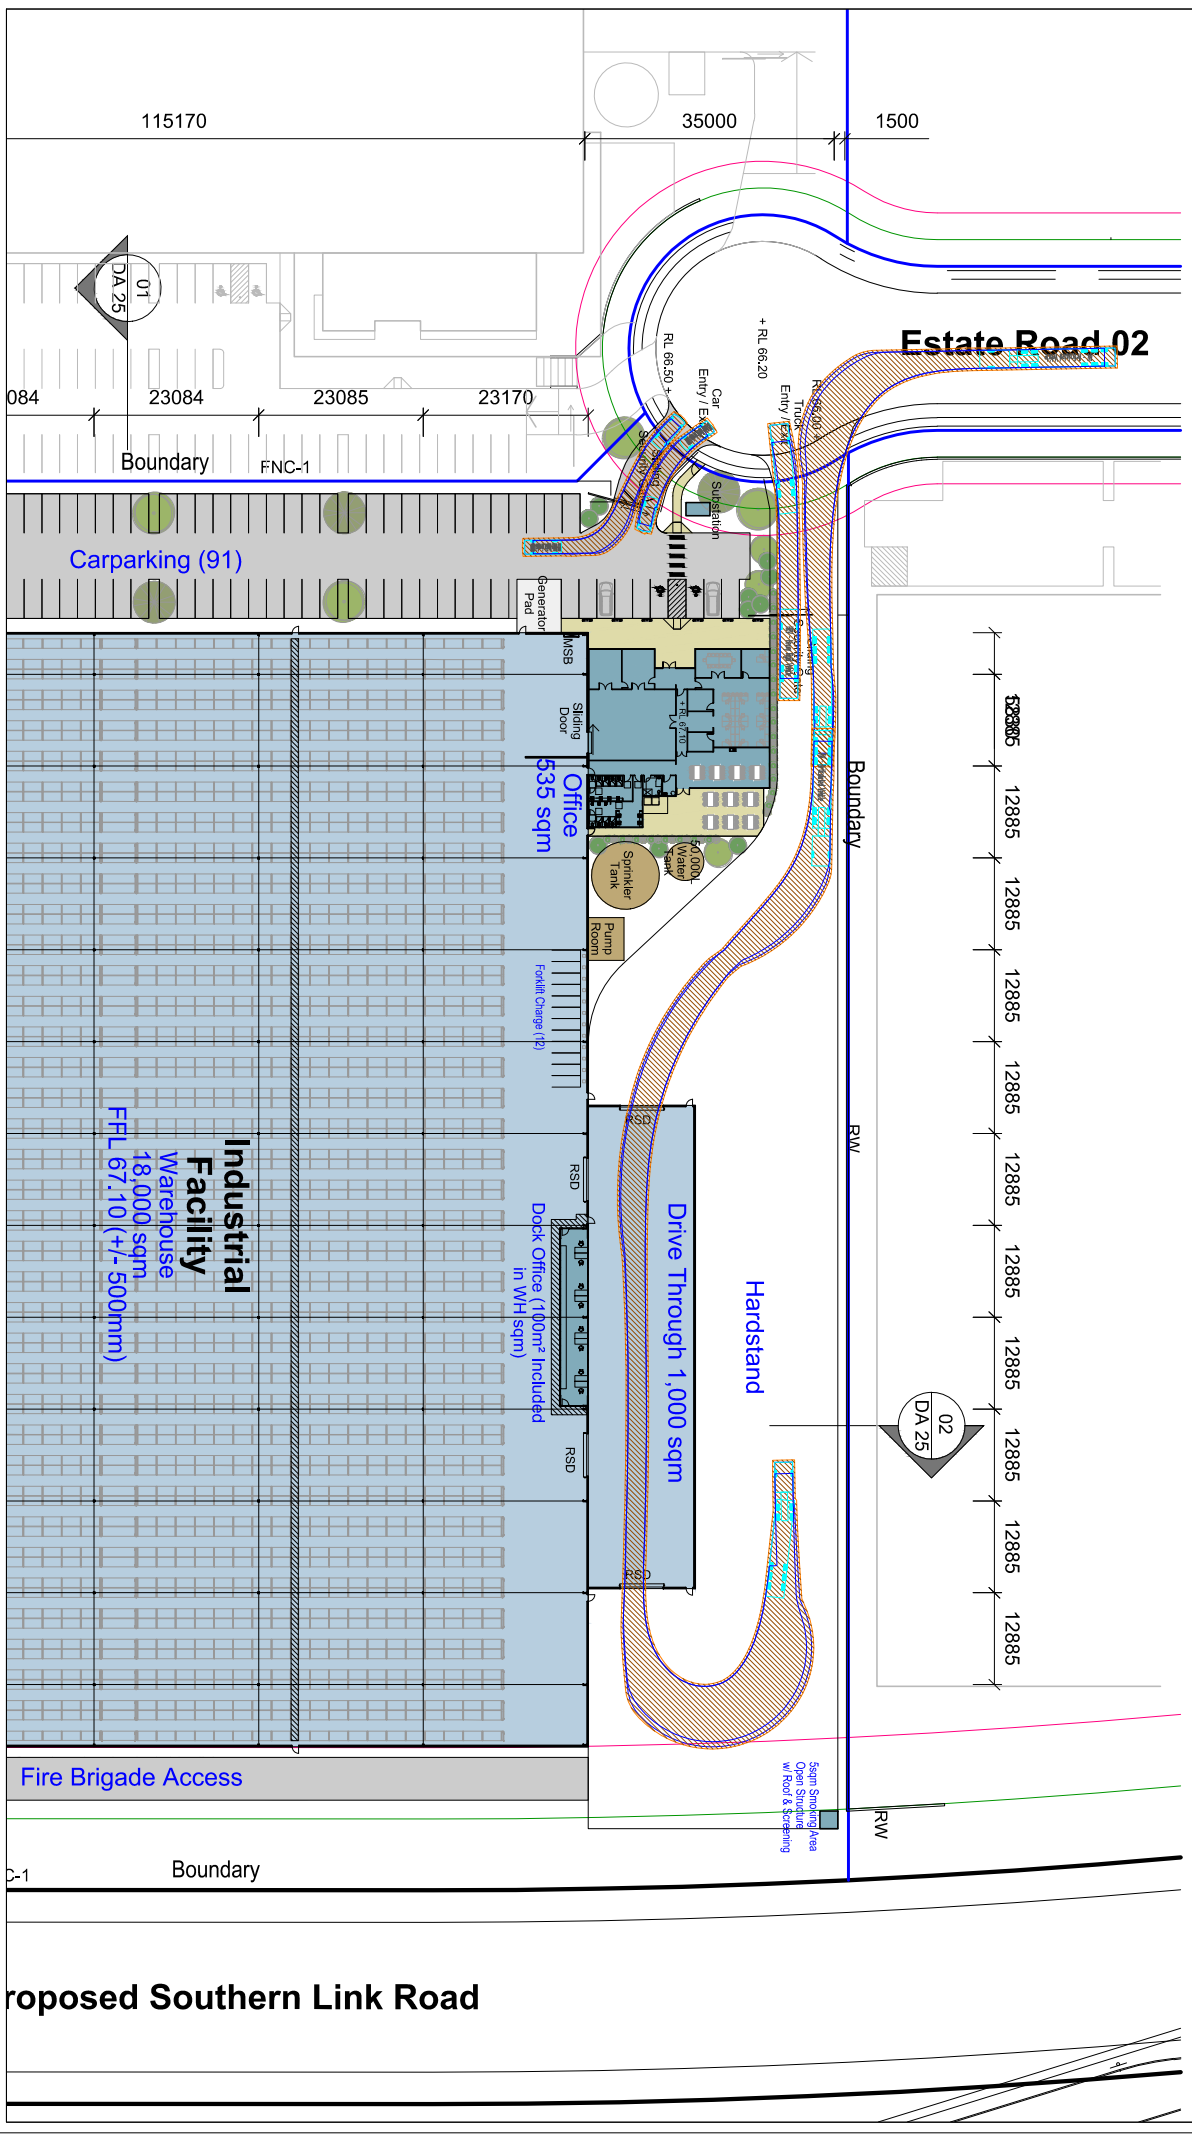 115170
35000
1500
01
DA 25
Estate Road 02
+ RL 66.20
RL 66.50 +
Car
Truck
Entry / Exit
084
23084
23085
23170
Boundary
FNC-1
Substation
Carparking (91)
Generator
Pad
MSB
Sliding
Door
+ RL 67.10
Office
535 sqm
50,000L
Water
Tank
Sprinkler
Tank
Pump
Room
Forklift Charge (12)
Boundary
12885
12885
12885
12885
12885
12885
12885
12885
12885
12885
RW
RSD
RSD
Industrial
Facility
Warehouse
18,000 sqm
FFL 67.10 (+/- 500mm)
Dock Office (100m² Included
in WH sqm)
Drive Through 1,000 sqm
Hardstand
02
DA 25
RSD
RSD
Fire Brigade Access
5sqm Smoking Area
Open Structure
w/ Roof & Screening
RW
C-1
Boundary
roposed Southern Link Road